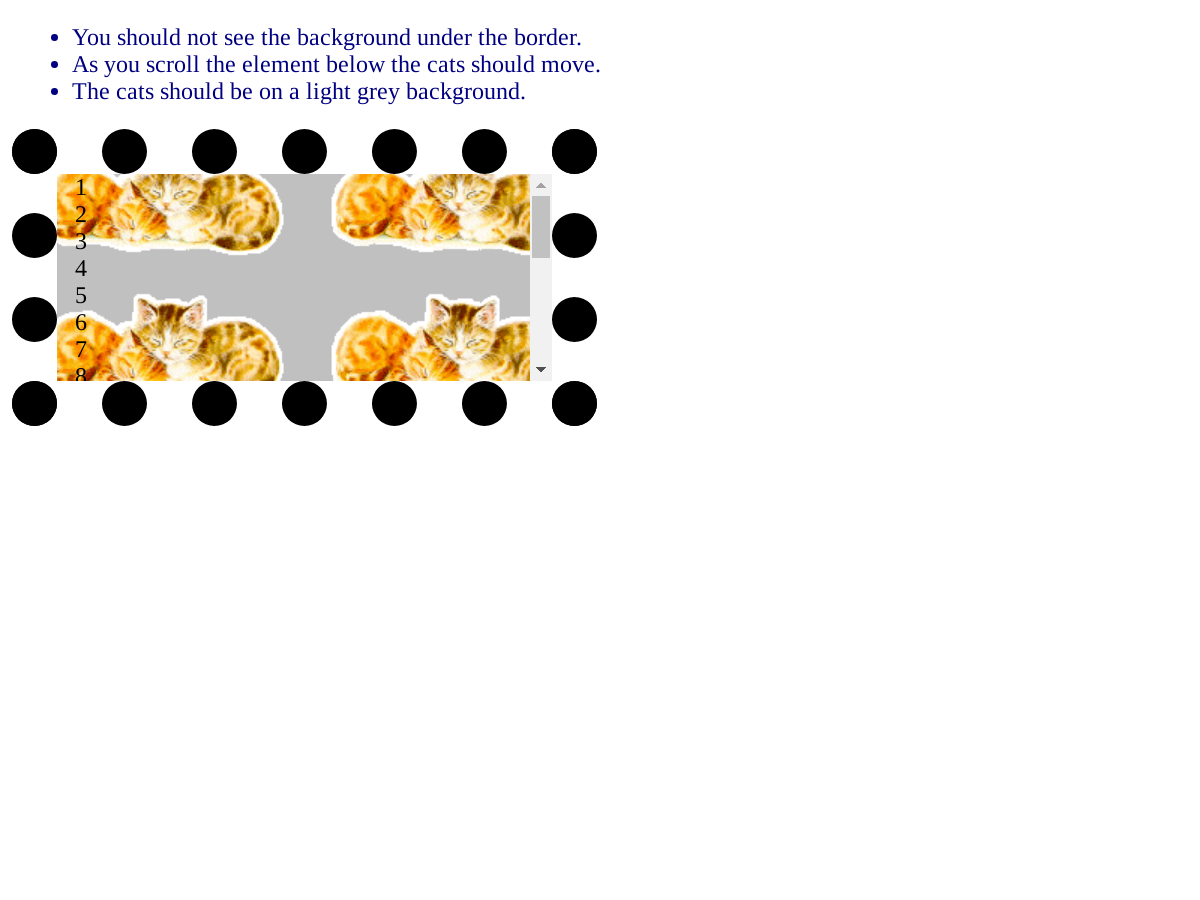 You should not see the background under the border.
As you scroll the element below the cats should move.
The cats should be on a light grey background.
1
2
3
4
5
6
7
8